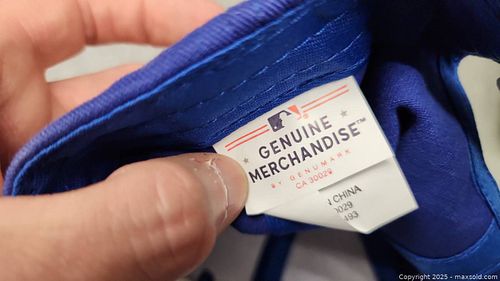 GENUINE
MERCHANDISE™
BY GENUMARK
CA 30029
CHINA
Copyright © 2025 - maxsold.com